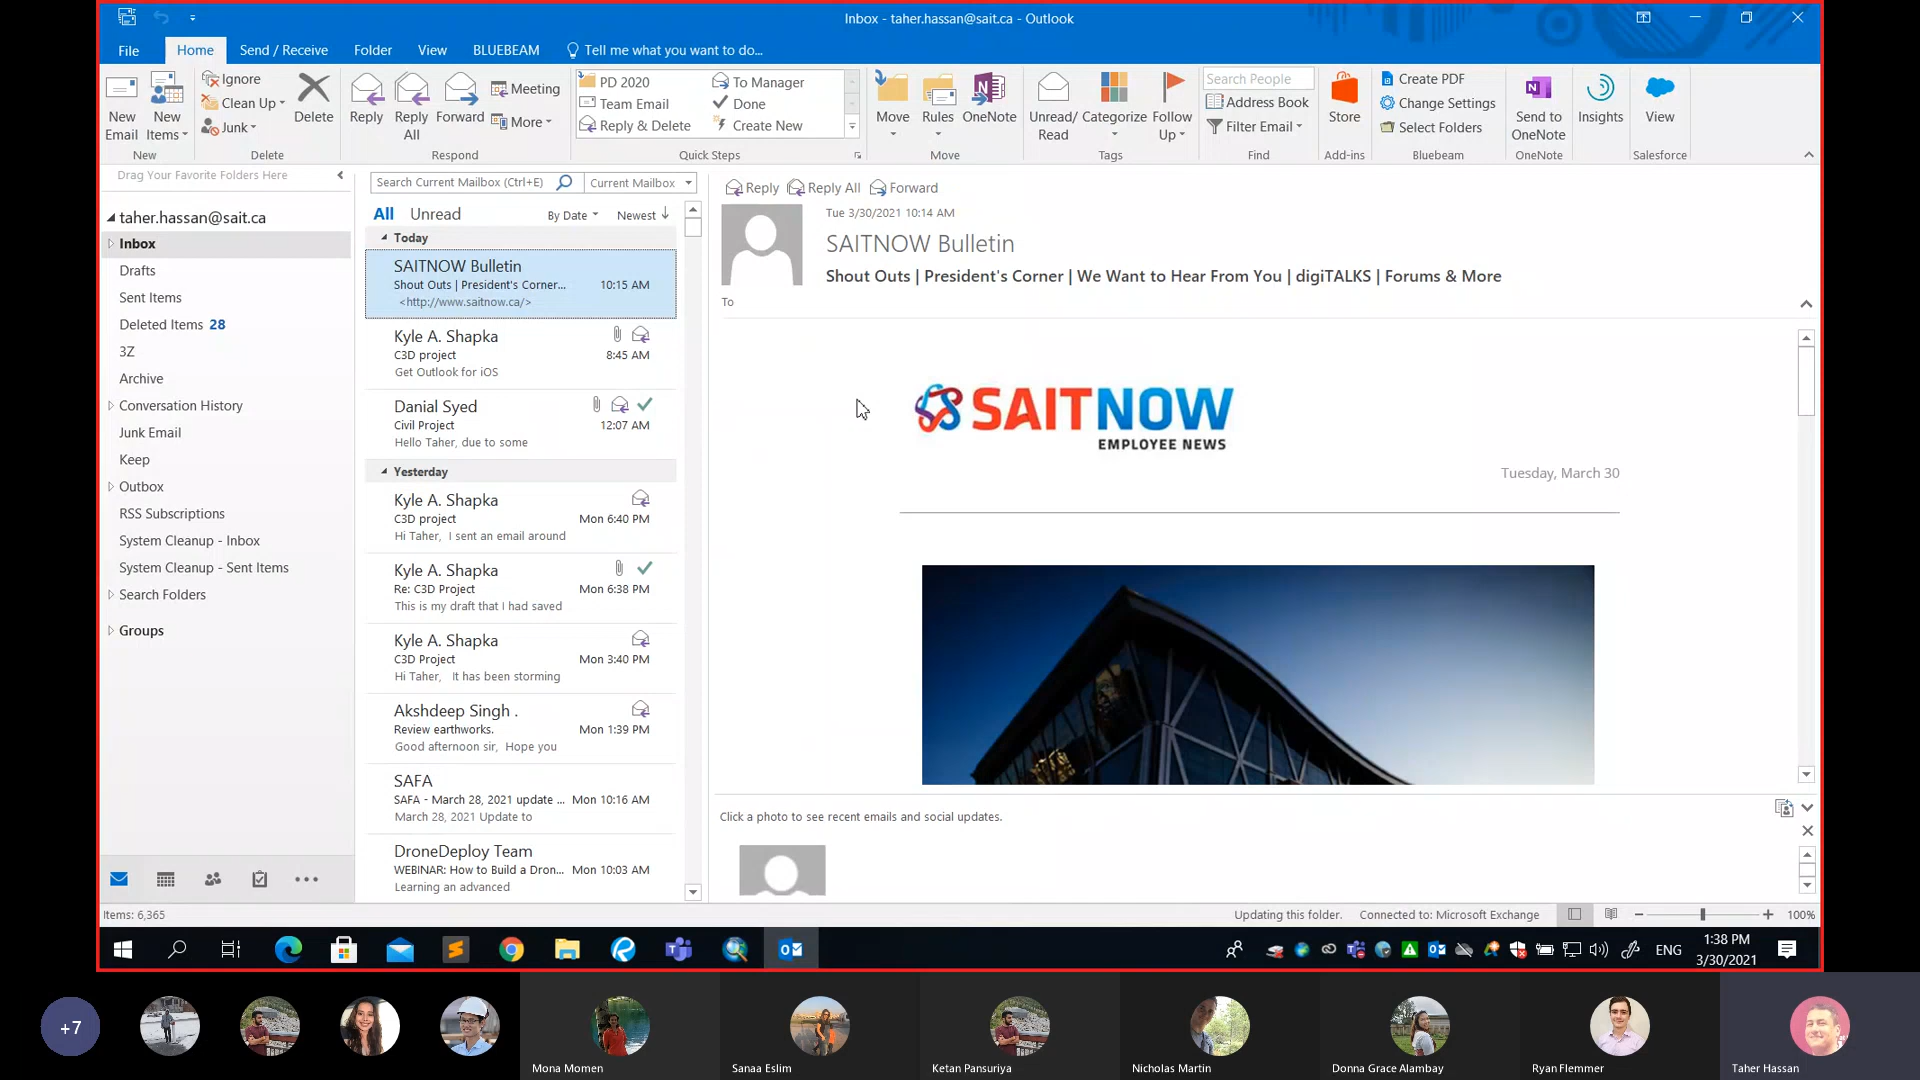 Inbox - taher.hassan@sait.ca - Outlook
File
Home
Send / Receive
Folder
View
BLUEBEAM
Tell me what you want to do...
New Email
New Items
New
Ignore
Clean Up
Junk
Delete
Delete
Reply
Reply All
Forward
Meeting
More
Respond
PD 2020
To Manager
Team Email
Done
Reply & Delete
Create New
Quick Steps
Move
Rules
OneNote
Move
Unread/ Read
Categorize
Follow Up
Tags
Search People
Address Book
Filter Email
Find
Store
Add-ins
Create PDF
Change Settings
Select Folders
Bluebeam
Send to OneNote
OneNote
Insights
View
Salesforce
Drag Your Favorite Folders Here
taher.hassan@sait.ca
Inbox
Drafts
Sent Items
Deleted Items 28
3Z
Archive
Conversation History
Junk Email
Keep
Outbox
RSS Subscriptions
System Cleanup - Inbox
System Cleanup - Sent Items
Search Folders
Groups
Search Current Mailbox (Ctrl+E)
Current Mailbox
All Unread
By Date Newest
Today
SAITNOW Bulletin
Shout Outs | President's Corner... 10:15 AM
<http://www.saitnow.ca/>
Kyle A. Shapka
C3D project 8:45 AM
Get Outlook for iOS
Danial Syed
Civil Project 12:07 AM
Hello Taher, due to some
Yesterday
Kyle A. Shapka
C3D project Mon 6:40 PM
Hi Taher, I sent an email around
Kyle A. Shapka
Re: C3D Project Mon 6:38 PM
This is my draft that I had saved
Kyle A. Shapka
C3D Project Mon 3:40 PM
Hi Taher, It has been storming
Akshdeep Singh .
Review earthworks. Mon 1:39 PM
Good afternoon sir, Hope you
SAFA
SAFA - March 28, 2021 update ... Mon 10:16 AM
March 28, 2021 Update to
DroneDeploy Team
WEBINAR: How to Build a Dron... Mon 10:03 AM
Learning an advanced
Reply Reply All Forward
Tue 3/30/2021 10:14 AM
SAITNOW Bulletin
Shout Outs | President's Corner | We Want to Hear From You | digiTALKS | Forums & More
To
SAITNOW
EMPLOYEE NEWS
Tuesday, March 30
Click a photo to see recent emails and social updates.
Items: 6,365
Updating this folder.
Connected to: Microsoft Exchange
100%
ENG
1:38 PM
3/30/2021
+7
Mona Momen
Sanaa Eslim
Ketan Pansuriya
Nicholas Martin
Donna Grace Alambay
Ryan Flemmer
Taher Hassan